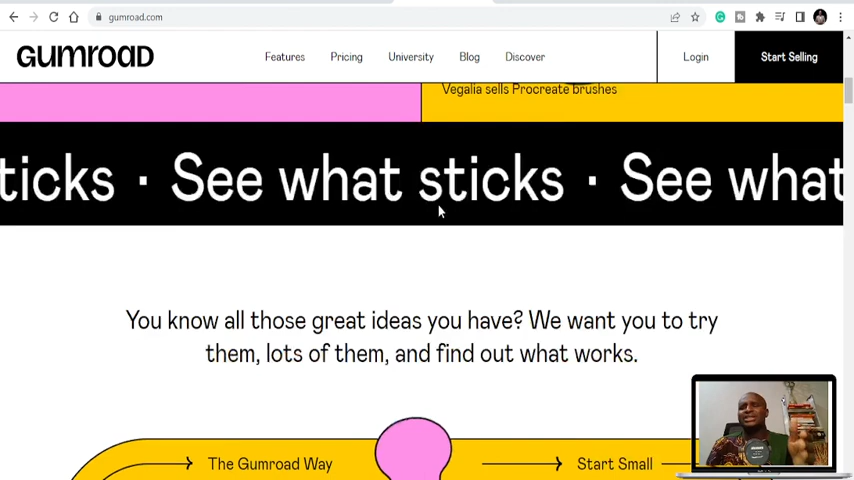 gumroad.com
GUMROAD
Features
Pricing
University
Blog
Discover
Login
Start Selling
Vegalia sells Procreate brushes
ticks · See what sticks · See what
You know all those great ideas you have? We want you to try
them, lots of them, and find out what works.
The Gumroad Way
Start Small